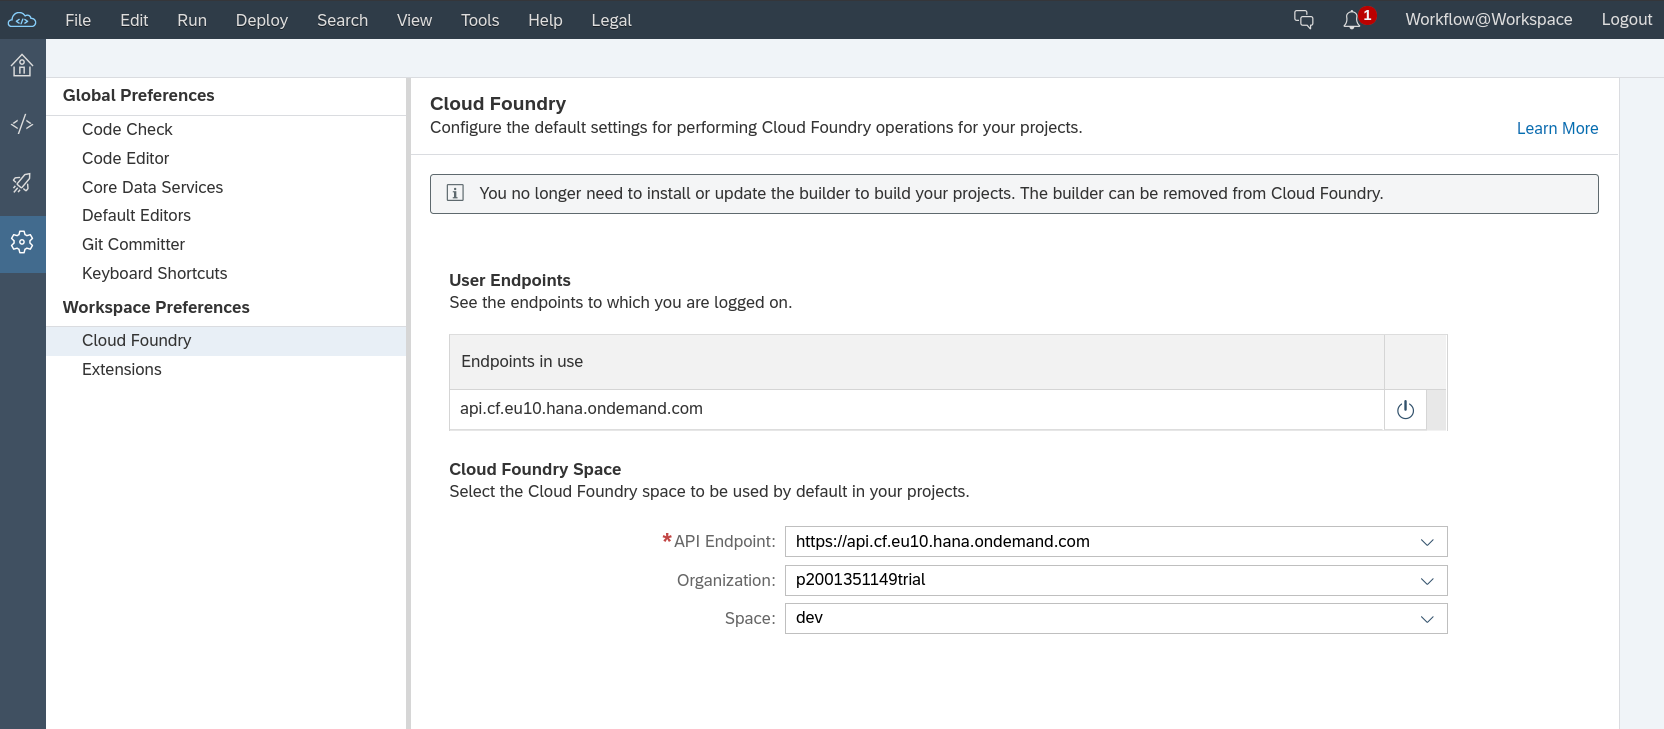 File Edit Run Deploy Search View Tools Help Legal 1 Workflow@Workspace Logout
Global Preferences
Code Check
Code Editor
Core Data Services
Default Editors
Git Committer
Keyboard Shortcuts
Workspace Preferences
Cloud Foundry
Extensions
Cloud Foundry
Configure the default settings for performing Cloud Foundry operations for your projects.
Learn More
You no longer need to install or update the builder to build your projects. The builder can be removed from Cloud Foundry.
User Endpoints
See the endpoints to which you are logged on.
Endpoints in use
api.cf.eu10.hana.ondemand.com
Cloud Foundry Space
Select the Cloud Foundry space to be used by default in your projects.
*API Endpoint: https://api.cf.eu10.hana.ondemand.com
Organization: p2001351149trial
Space: dev